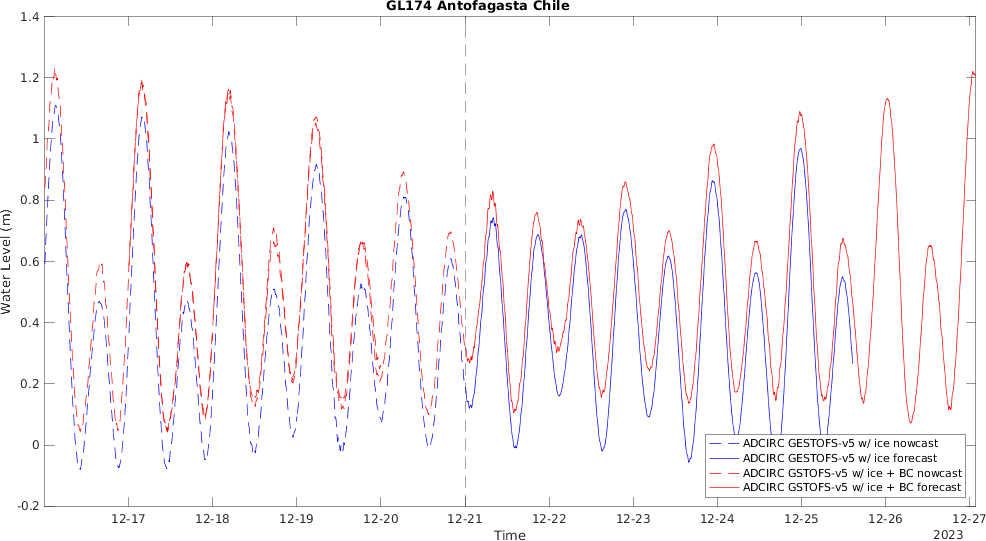 GL174 Antofagasta Chile
1.4
1.2
1
0.8
0.6
0.4
0.2
0
-0.2
Water Level (m)
ADCIRC GESTOFS-v5 w/ ice nowcast
ADCIRC GESTOFS-v5 w/ ice forecast
ADCIRC GSTOFS-v5 w/ ice + BC nowcast
ADCIRC GSTOFS-v5 w/ ice + BC forecast
12-17 12-18 12-19 12-20 12-21 12-22 12-23 12-24 12-25 12-26 12-27
Time
2023